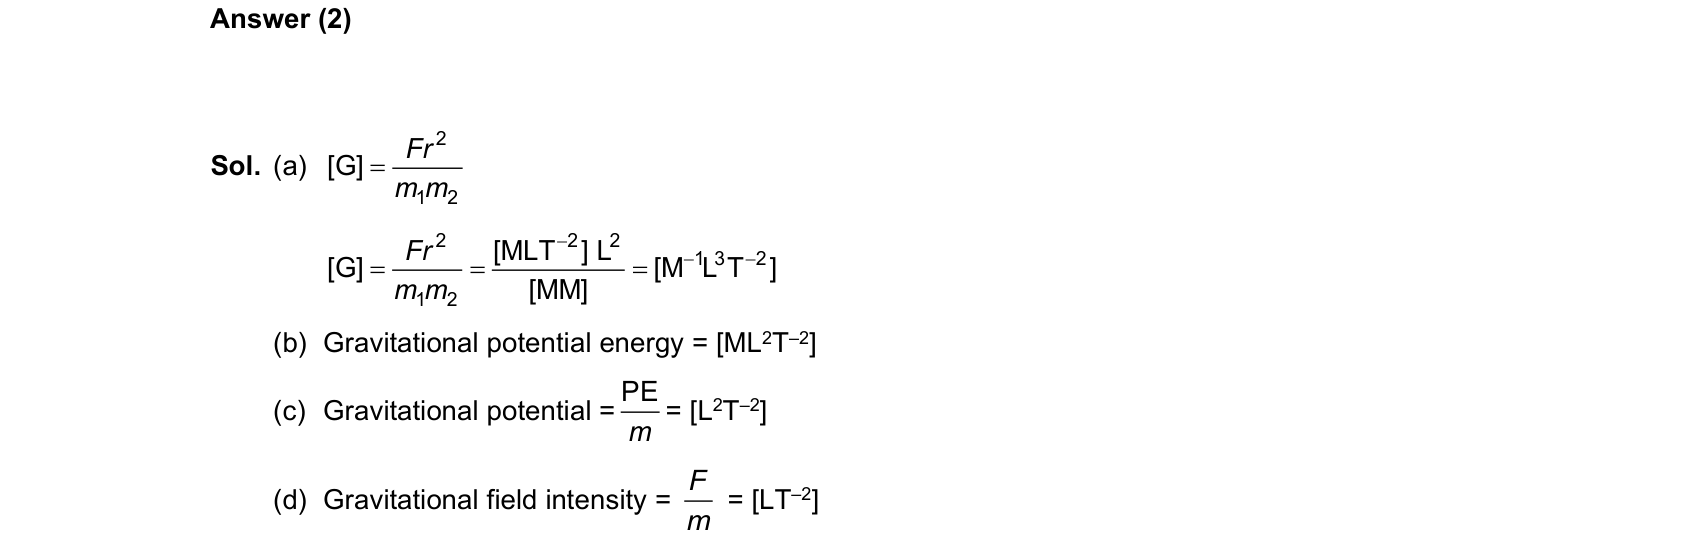 Answer (2)
Sol. (a) [G] = Fr² / m₁m₂
[G] = Fr² / m₁m₂ = [MLT⁻²] L² / [MM] = [M⁻¹L³T⁻²]
(b) Gravitational potential energy = [ML²T⁻²]
(c) Gravitational potential = PE / m = [L²T⁻²]
(d) Gravitational field intensity = F / m = [LT⁻²]